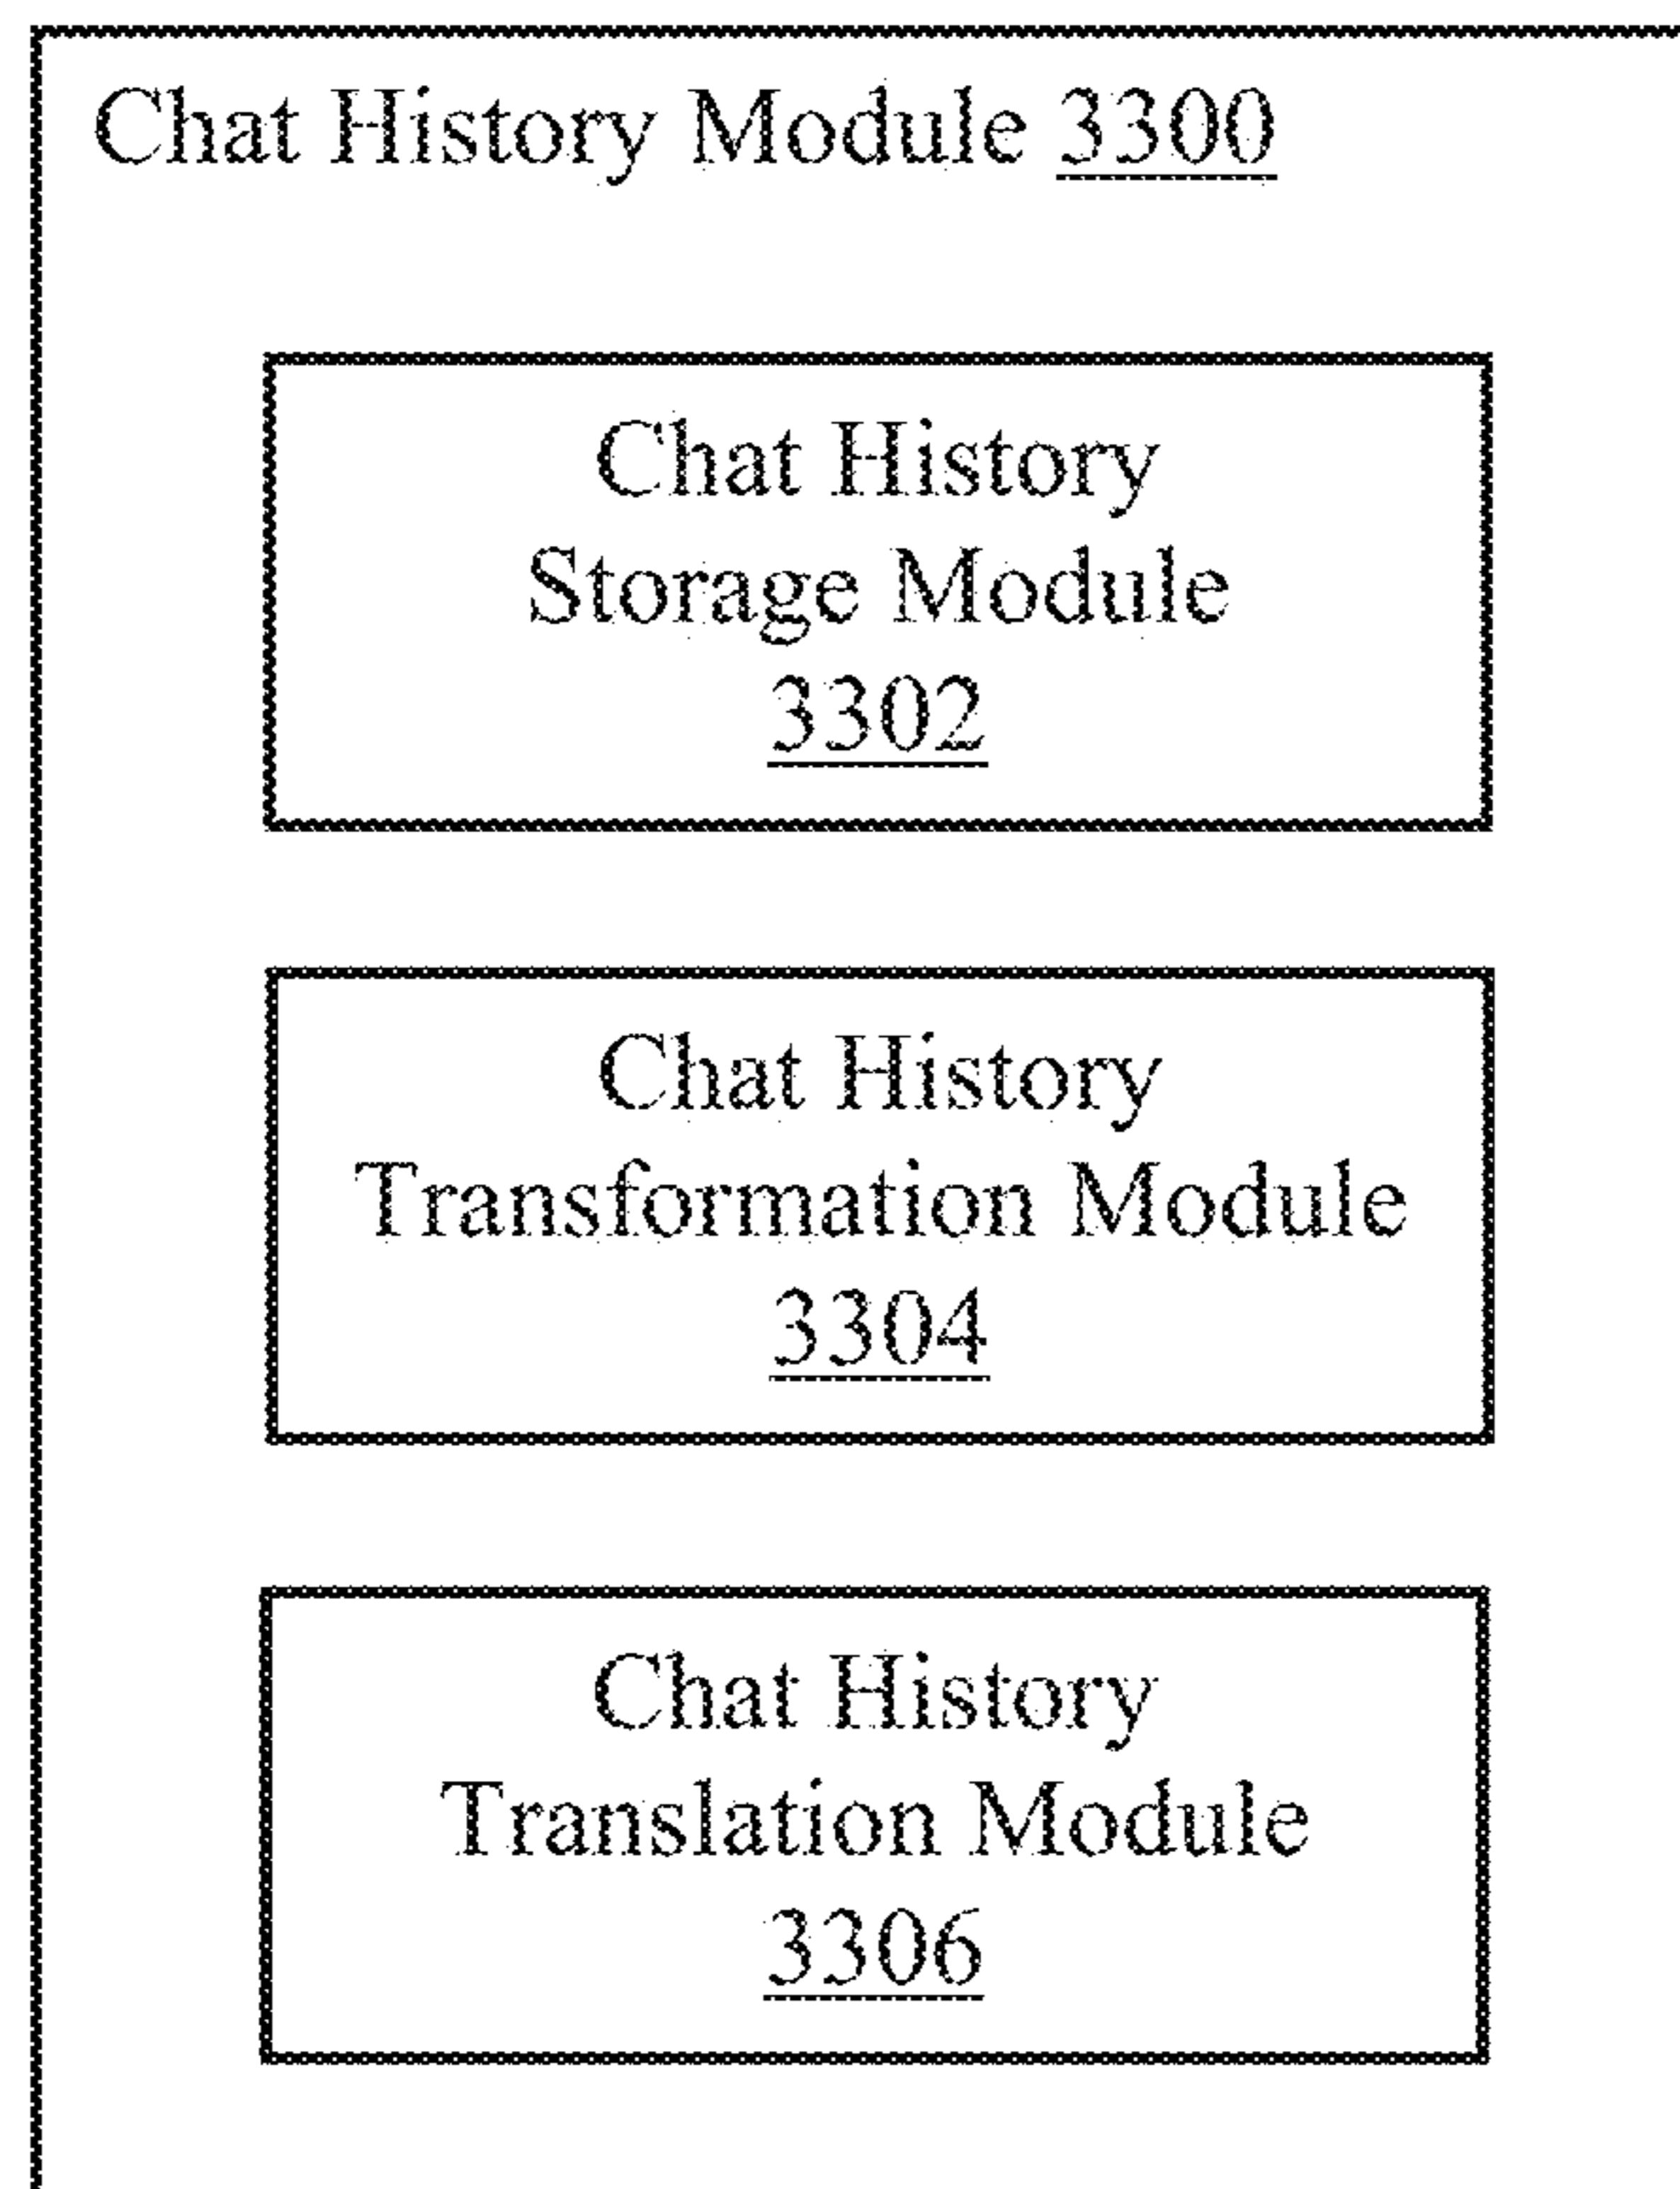 Chat History Module 3300
Chat History
Storage Module
3302
Chat History
Transformation Module
3304
Chat History
Translation Module
3306